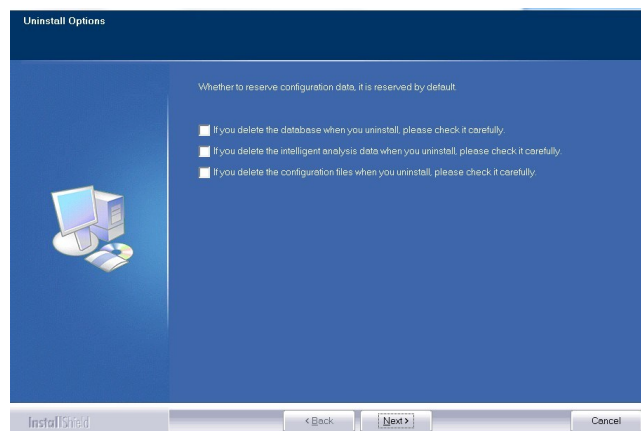 Uninstall Options
Whether to reserve configuration data, it is reserved by default.
If you delete the database when you uninstall, please check it carefully.
If you delete the intelligent analysis data when you uninstall, please check it carefully.
If you delete the configuration files when you uninstall, please check it carefully.
InstallShield
< Back
Next >
Cancel